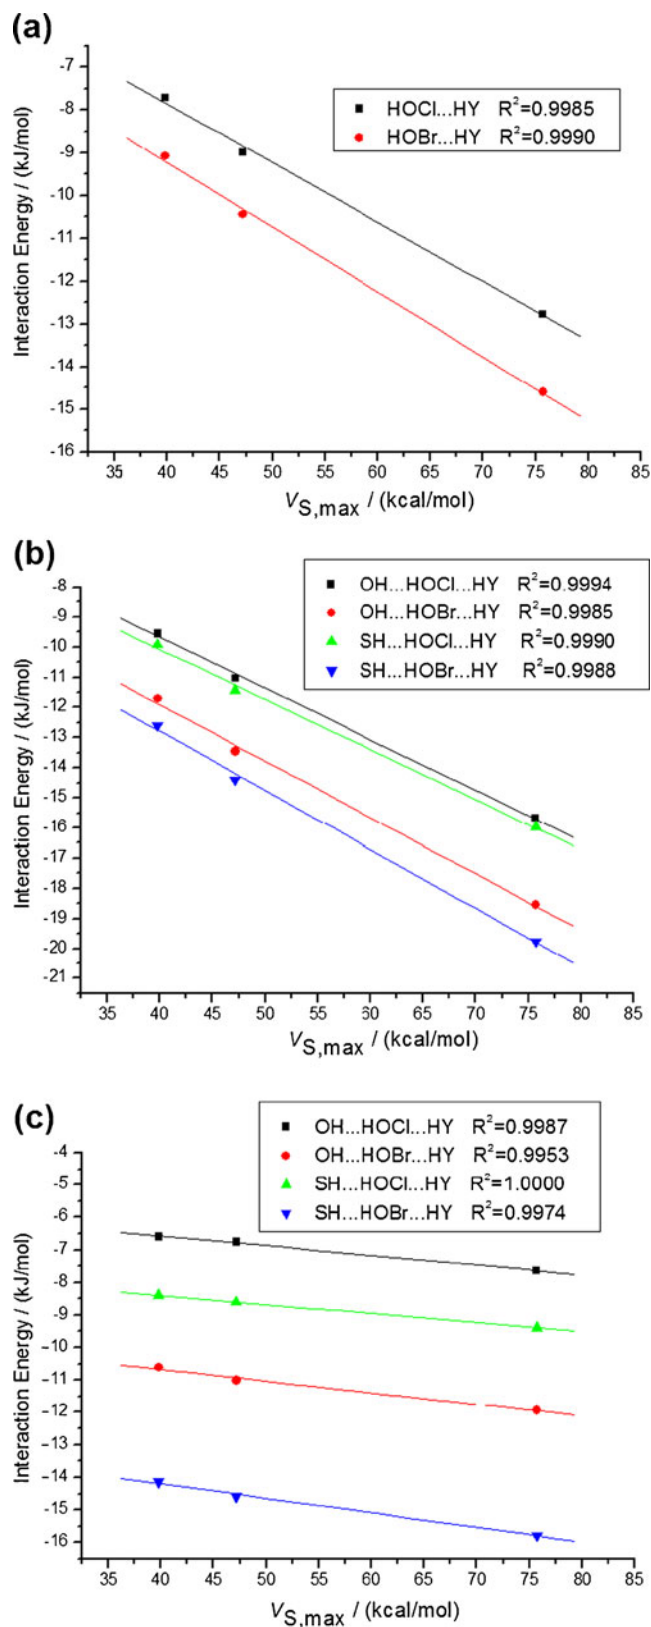 (a)
HOCl...HY R²=0.9985
HOBr...HY R²=0.9990
Interaction Energy / (kJ/mol)
-7
-8
-9
-10
-11
-12
-13
-14
-15
-16
35 40 45 50 55 60 65 70 75 80 85
VS,max / (kcal/mol)
(b)
OH...HOCl...HY R²=0.9994
OH...HOBr...HY R²=0.9985
SH...HOCl...HY R²=0.9990
SH...HOBr...HY R²=0.9988
Interaction Energy / (kJ/mol)
-8
-9
-10
-11
-12
-13
-14
-15
-16
-17
-18
-19
-20
-21
35 40 45 50 55 60 65 70 75 80 85
VS,max / (kcal/mol)
(c)
OH...HOCl...HY R²=0.9987
OH...HOBr...HY R²=0.9953
SH...HOCl...HY R²=1.0000
SH...HOBr...HY R²=0.9974
Interaction Energy / (kJ/mol)
-4
-5
-6
-7
-8
-9
-10
-11
-12
-13
-14
-15
-16
35 40 45 50 55 60 65 70 75 80 85
VS,max / (kcal/mol)